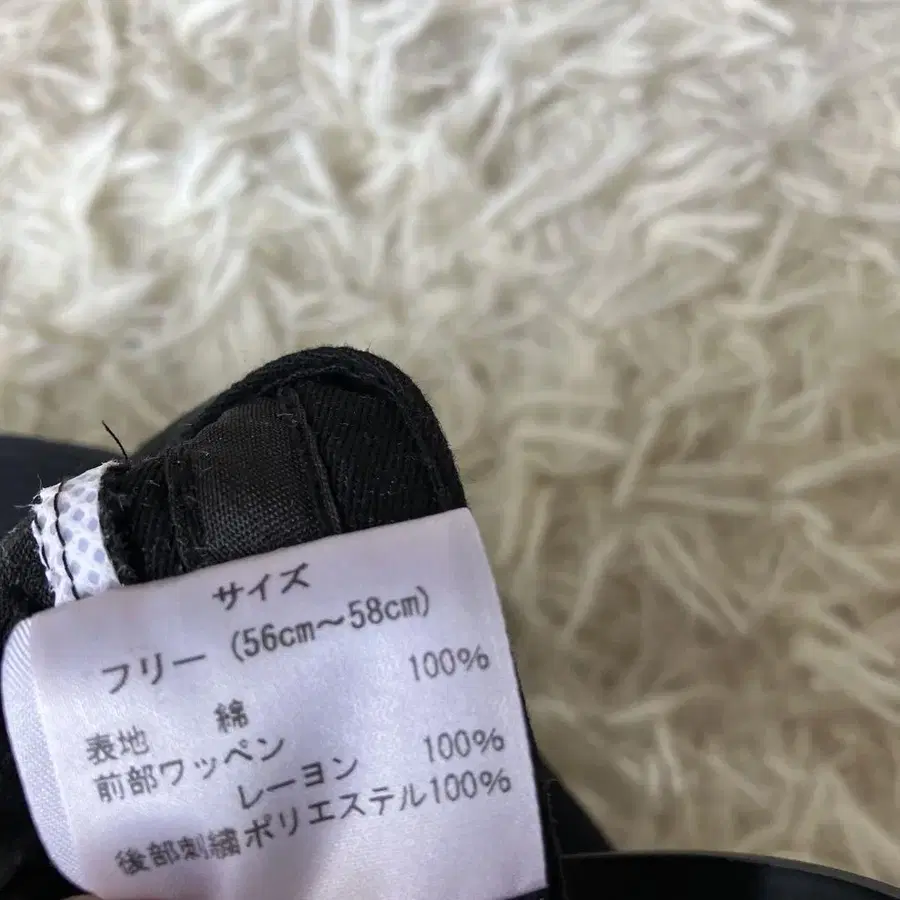 サイズ
フリー (56cm～58cm)
表地 綿 100%
前部ワッペン
レーヨン 100%
後部刺繍ポリエステル100%